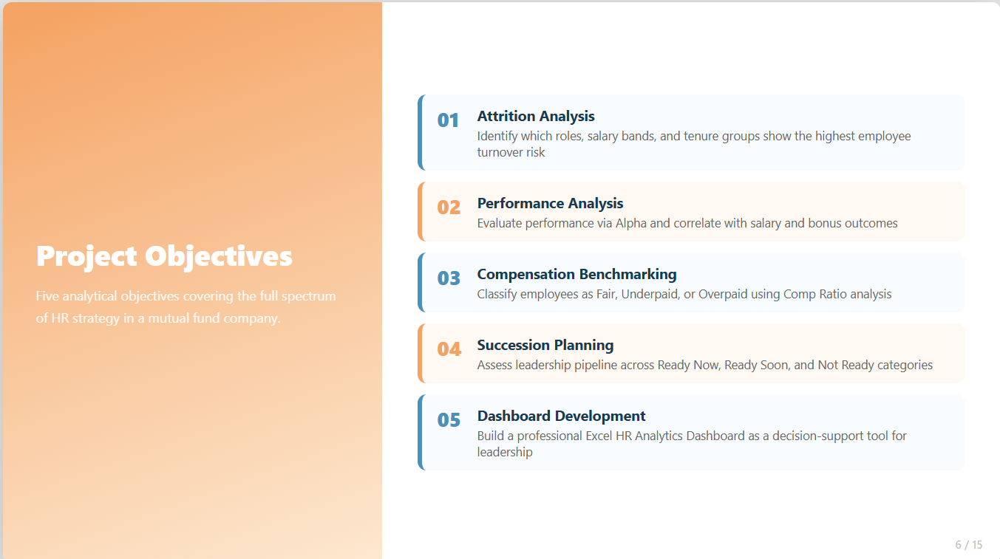 Project Objectives
Five analytical objectives covering the full spectrum
of HR strategy in a mutual fund company.
01
Attrition Analysis
Identify which roles, salary bands, and tenure groups show the highest employee
turnover risk
02
Performance Analysis
Evaluate performance via Alpha and correlate with salary and bonus outcomes
03
Compensation Benchmarking
Classify employees as Fair, Underpaid, or Overpaid using Comp Ratio analysis
04
Succession Planning
Assess leadership pipeline across Ready Now, Ready Soon, and Not Ready categories
05
Dashboard Development
Build a professional Excel HR Analytics Dashboard as a decision-support tool for
leadership
6 / 15